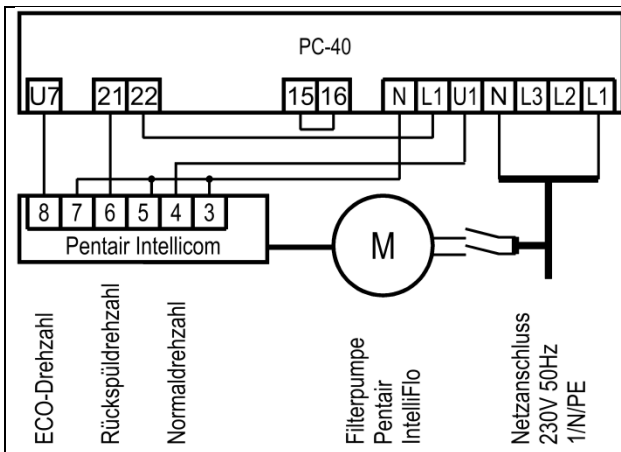 PC-40
U7 21 22 15 16 N L1 U1 N L3 L2 L1
8 7 6 5 4 3
Pentair Intellicom
M
ECO-Drehzahl
Rückspüldrehzahl
Normaldrehzahl
Filterpumpe
Pentair
IntelliFlo
Netzanschluss
230V 50Hz
1/N/PE